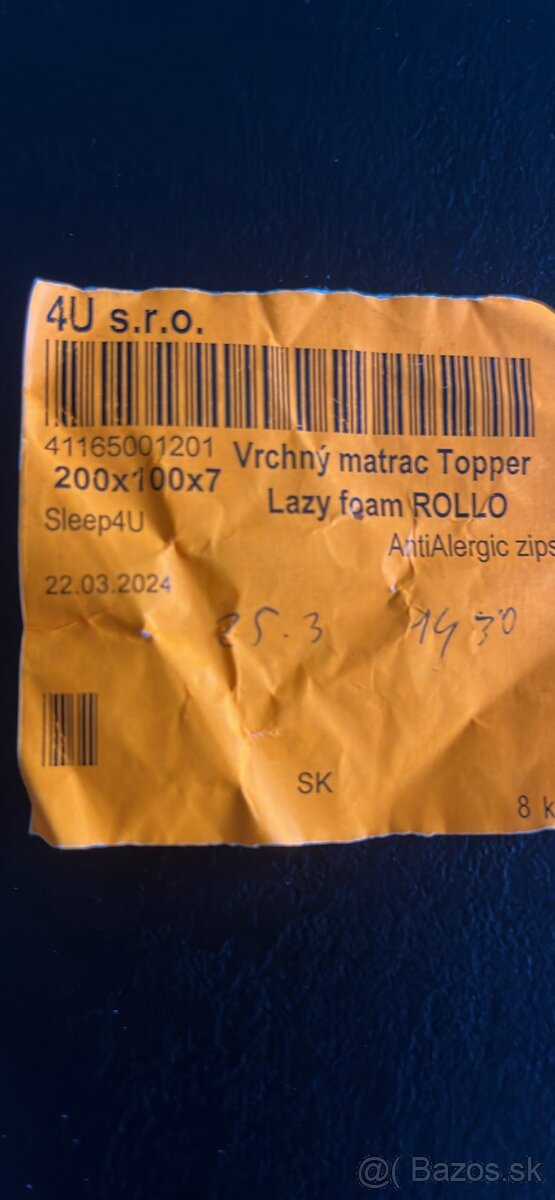 4U s.r.o.
41165001201
Vrchný matrac Topper
200x100x7
Lazy foam ROLLO
Sleep4U
AntiAlergic zips
22.03.2024
25.3 14 30
SK
8 k
@( Bazos.sk